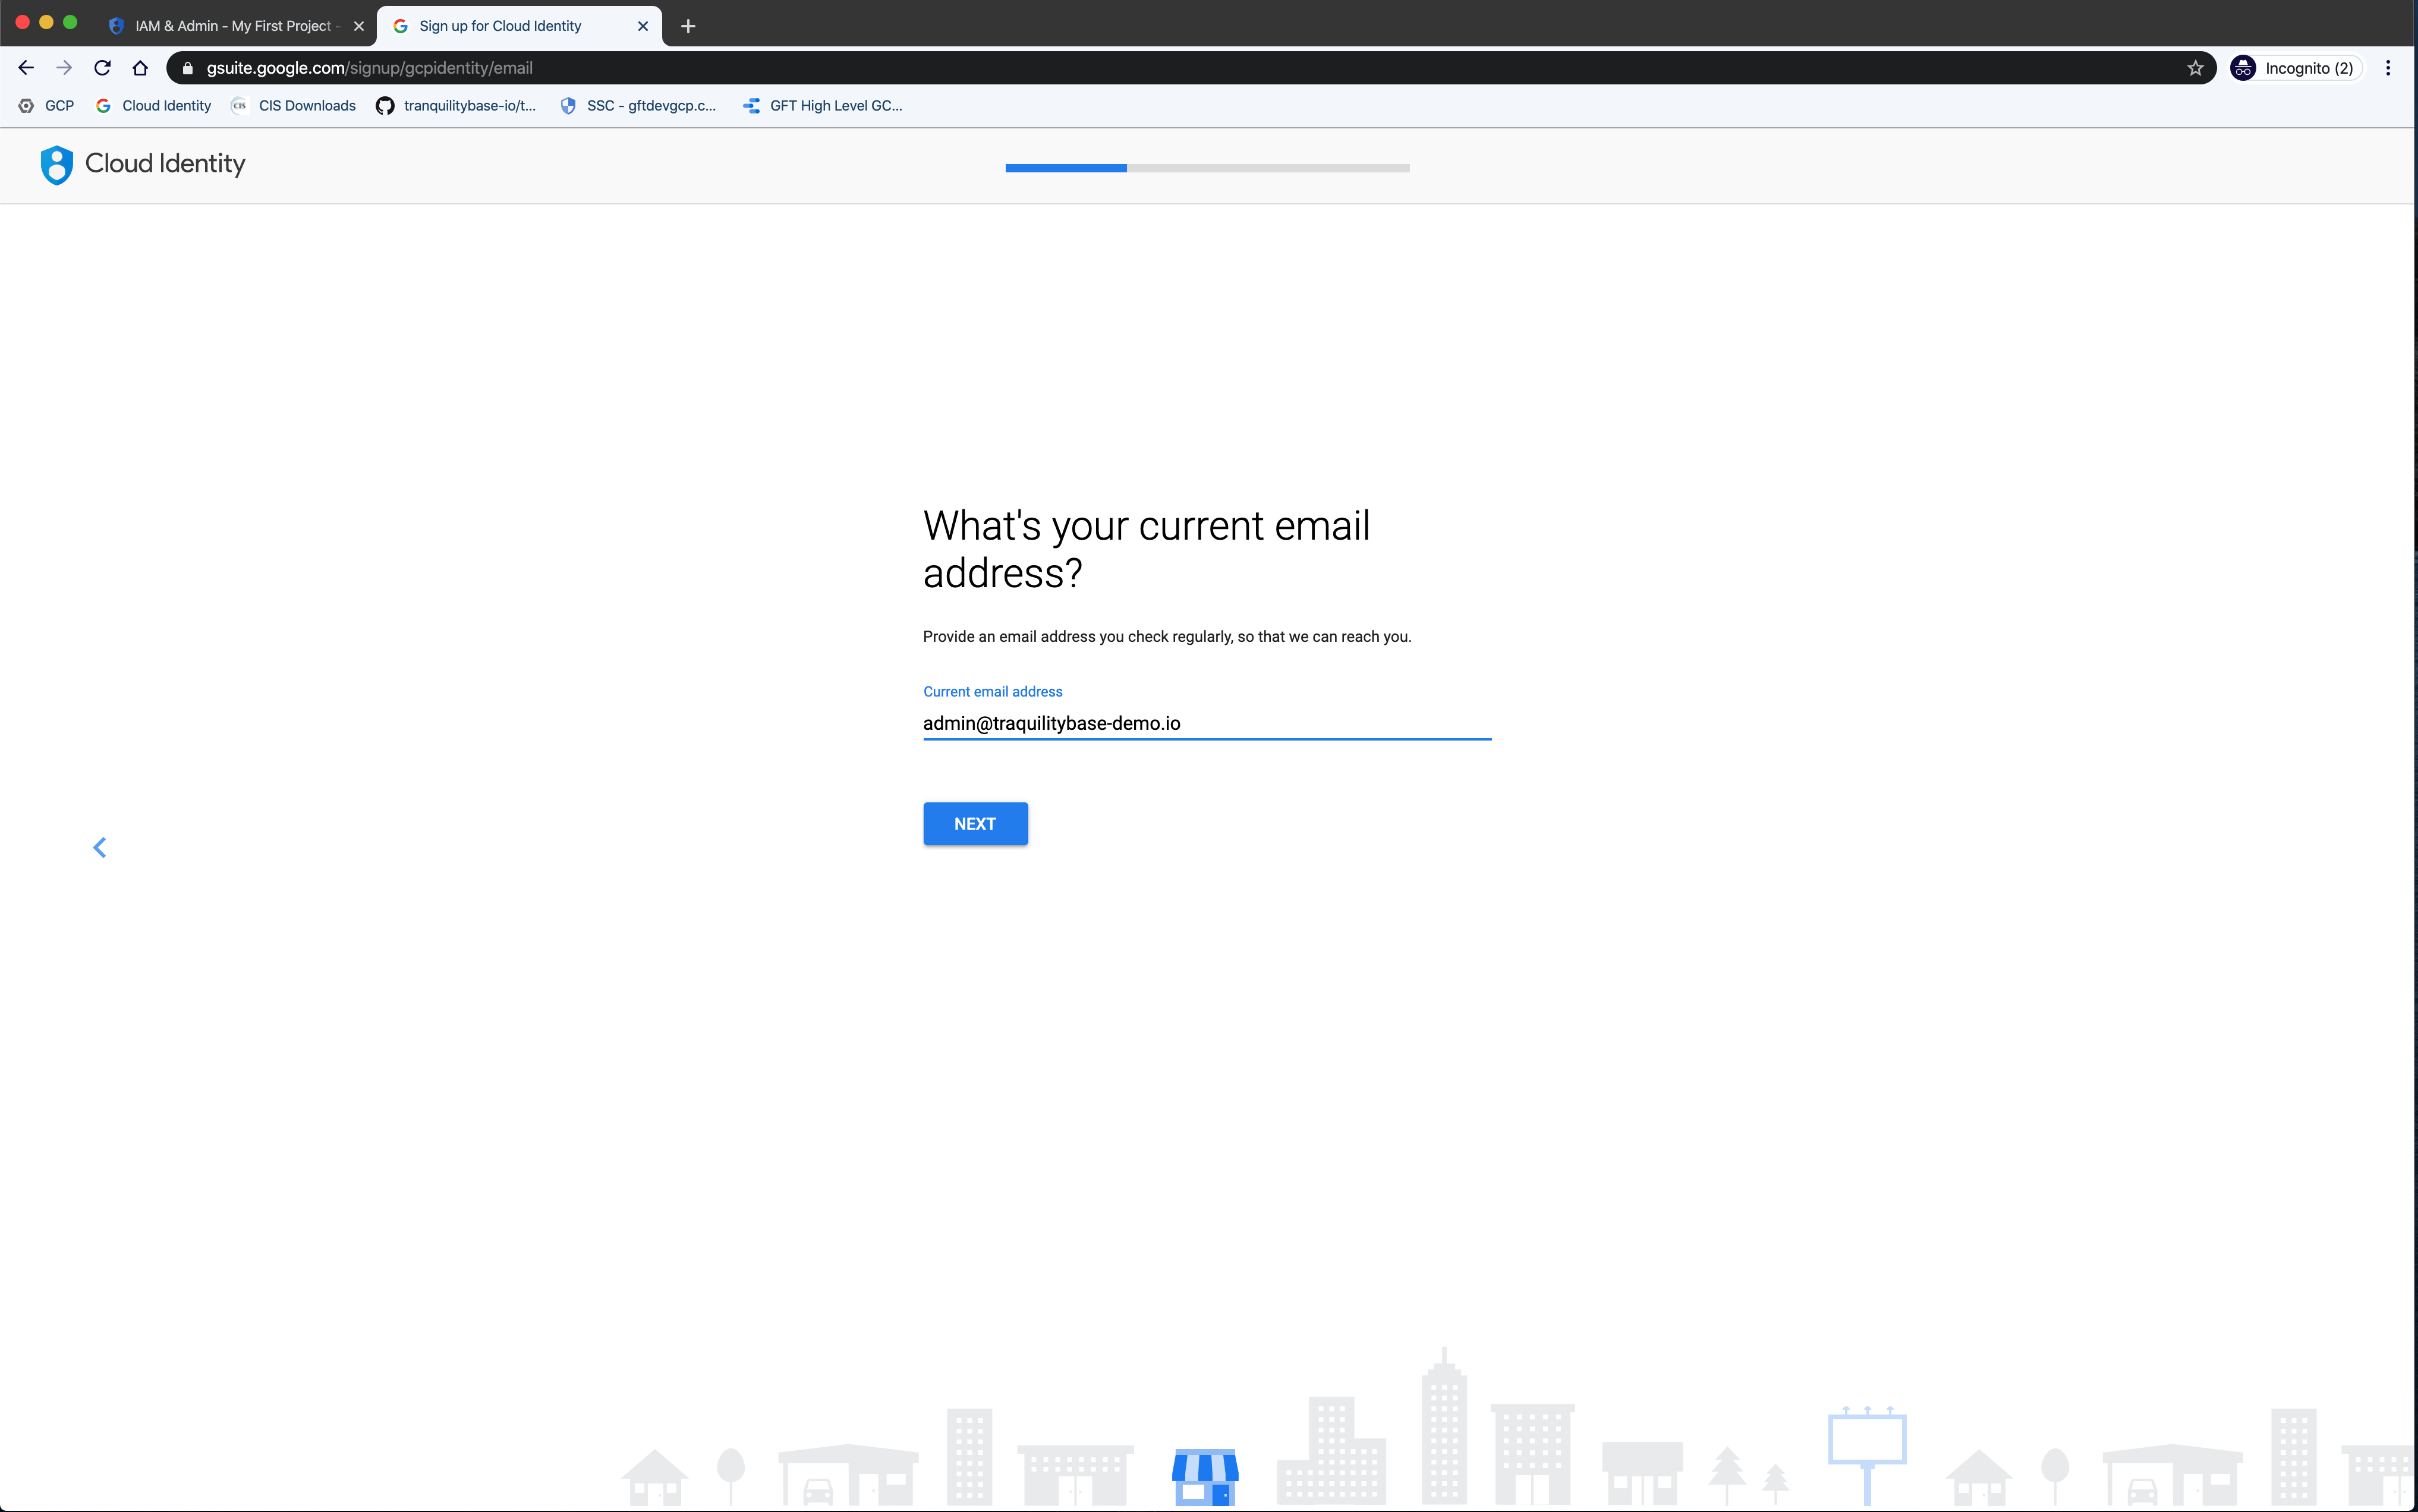 IAM & Admin - My First Project -
Sign up for Cloud Identity
gsuite.google.com/signup/gcpidentity/email
Incognito (2)
GCP
Cloud Identity
CIS
CIS Downloads
tranquilitybase-io/t...
SSC - gftdevgcp.c...
GFT High Level GC...
Cloud Identity
What's your current email
address?
Provide an email address you check regularly, so that we can reach you.
Current email address
admin@traquilitybase-demo.io
NEXT